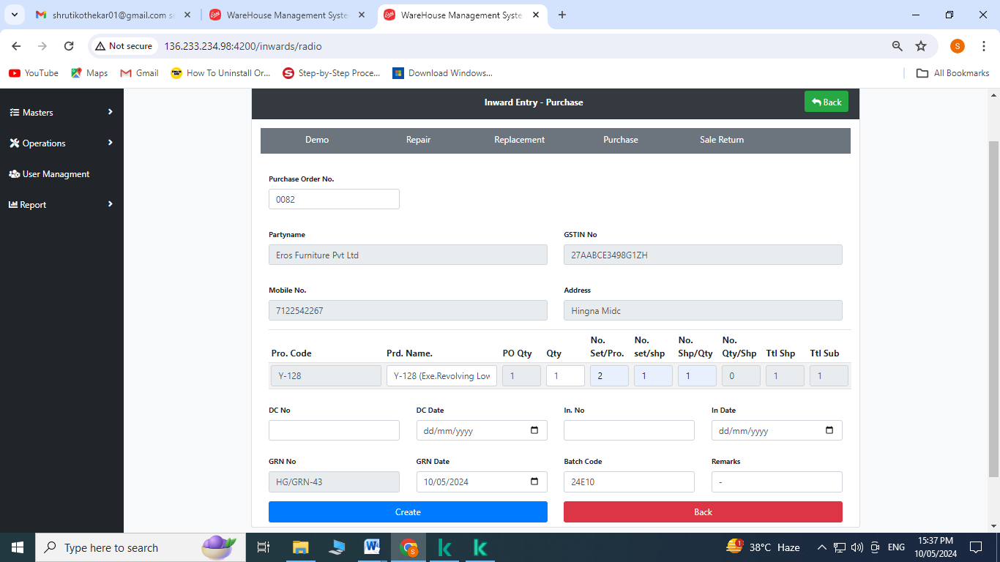 shrutikothekar01@gmail.com se
WareHouse Management Syste
WareHouse Management Syste
Not secure
136.233.234.98:4200/inwards/radio
S
YouTube
Maps
Gmail
How To Uninstall Or...
Step-by-Step Proce...
Download Windows...
All Bookmarks
Masters
Operations
User Managment
Report
Inward Entry - Purchase
Back
Demo Repair Replacement Purchase Sale Return
Purchase Order No.
0082
Partyname GSTIN No
Eros Furniture Pvt Ltd 27AABCE3498G1ZH
Mobile No. Address
7122542267 Hingna Midc
Pro. Code Prd. Name. PO Qty Qty No. Set/Pro. No. set/shp No. Shp/Qty No. Qty/Shp Ttl Shp Ttl Sub
Y-128 Y-128 (Exe.Revolving Low 1 1 2 1 1 0 1 1
DC No DC Date In. No In Date
dd/mm/yyyy dd/mm/yyyy
GRN No GRN Date Batch Code Remarks
HG/GRN-43 10/05/2024 24E10 -
Create Back
Type here to search
1
38°C Haze
ENG
15:37 PM
10/05/2024